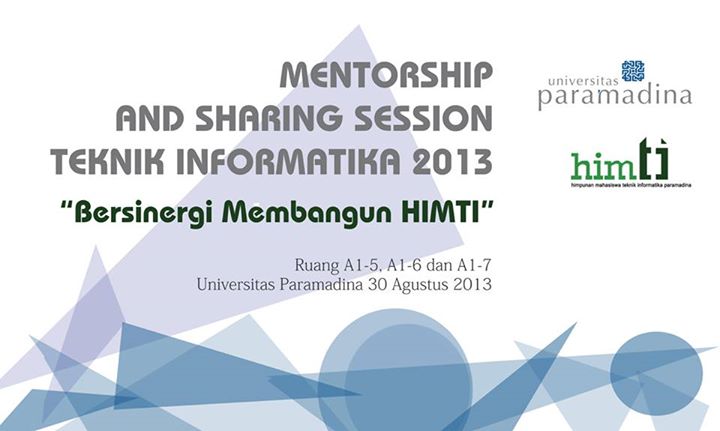 MENTORSHIP
AND SHARING SESSION
TEKNIK INFORMATIKA 2013
“Bersinergi Membangun HIMTI”
Ruang A1-5, A1-6 dan A1-7
Universitas Paramadina 30 Agustus 2013
universitas
paramadina
himti
himpunan mahasiswa teknik informatika paramadina